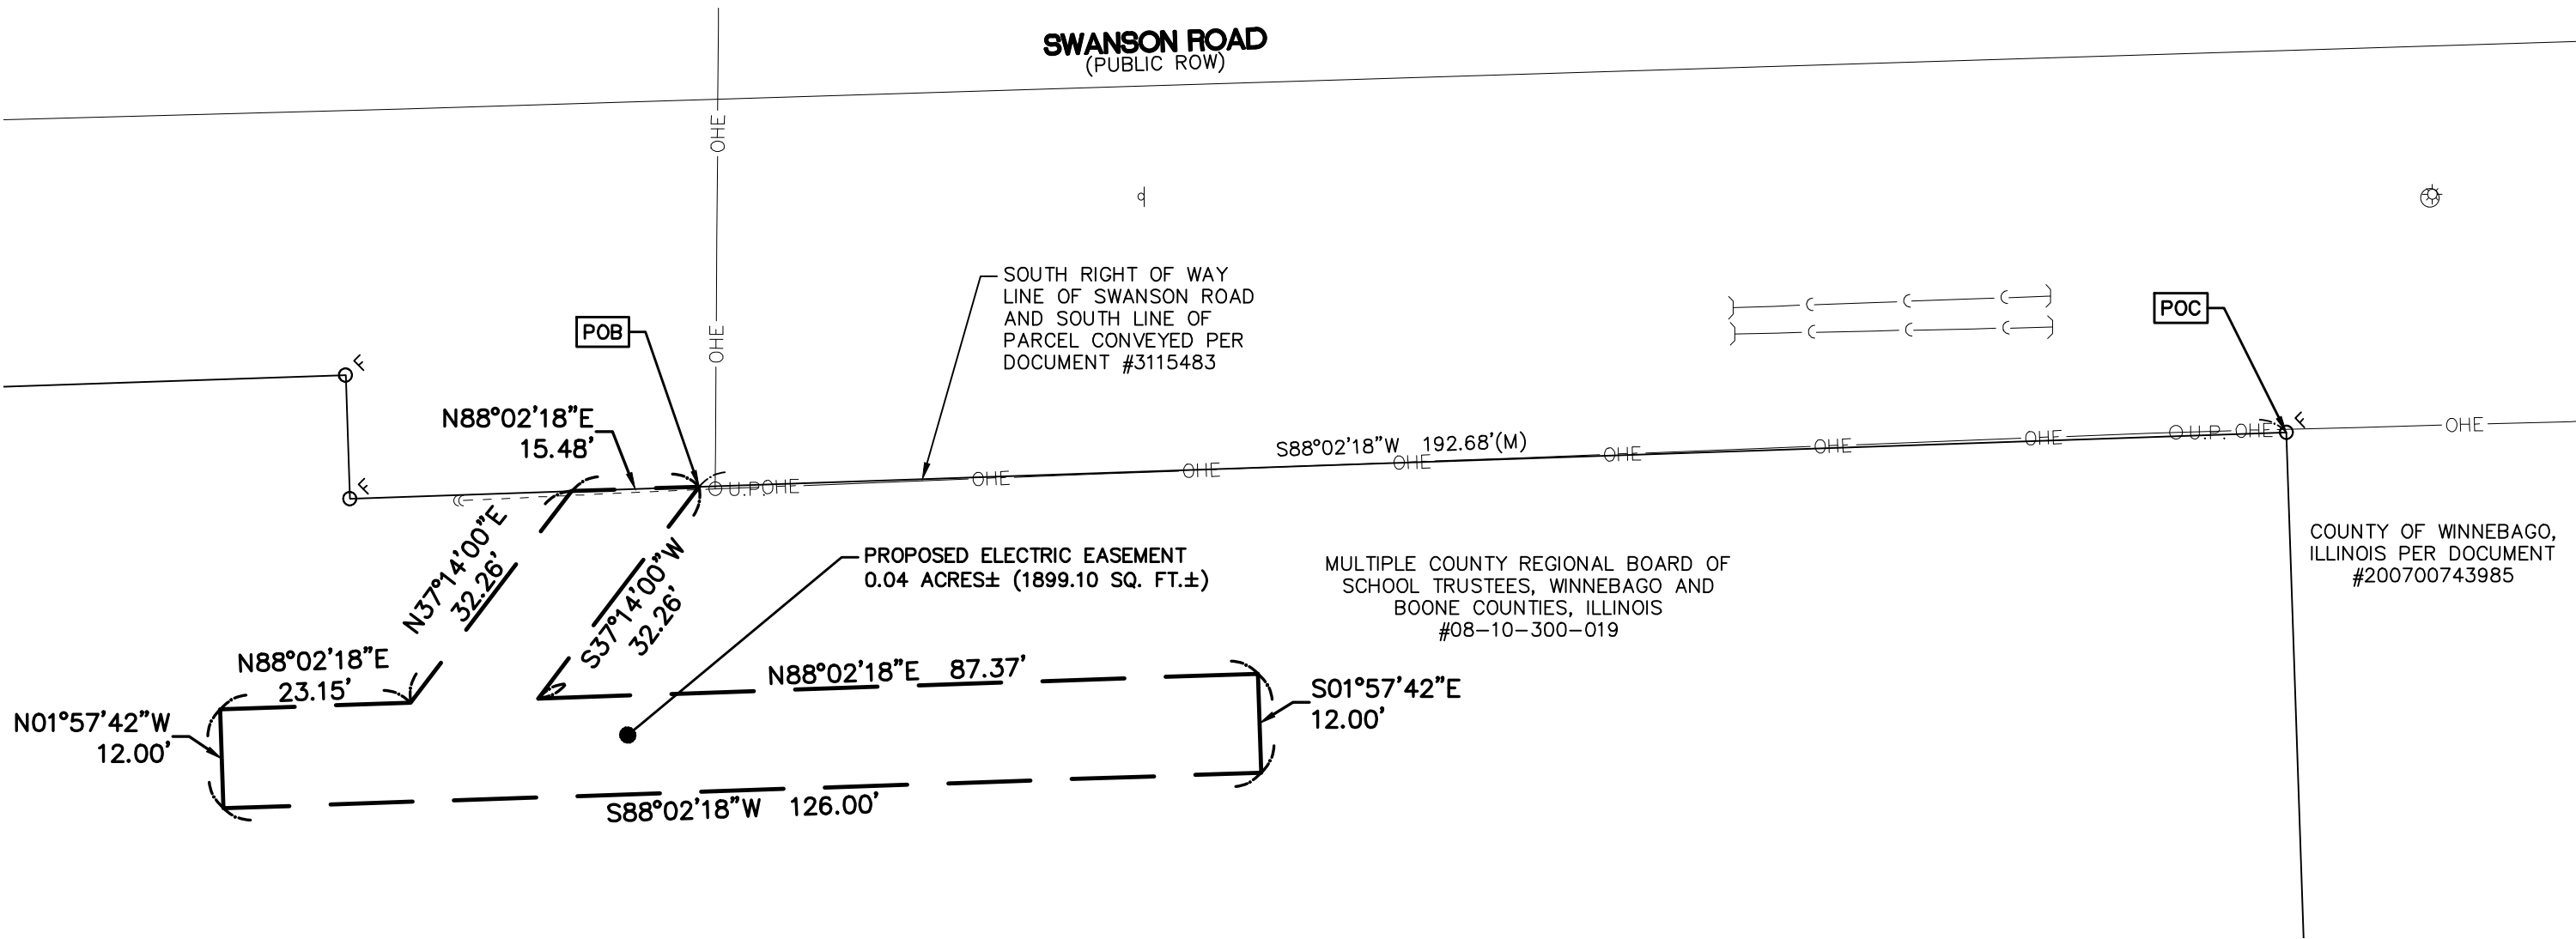 SWANSON ROAD
(PUBLIC ROW)
OHE
SOUTH RIGHT OF WAY
LINE OF SWANSON ROAD
AND SOUTH LINE OF
PARCEL CONVEYED PER
DOCUMENT #3115483
POC
POB
OHE
F
N88°02'18"E
15.48'
F
U.P.
OHE
OHE
OHE
S88°02'18"W 192.68'(M)
OHE
OHE
OHE
OHE
U.P.
OHE
F
OHE
N37°14'00"E
32.26'
S37°14'00"W
32.26'
PROPOSED ELECTRIC EASEMENT
0.04 ACRES± (1899.10 SQ. FT.±)
MULTIPLE COUNTY REGIONAL BOARD OF
SCHOOL TRUSTEES, WINNEBAGO AND
BOONE COUNTIES, ILLINOIS
#08-10-300-019
COUNTY OF WINNEBAGO,
ILLINOIS PER DOCUMENT
#200700743985
N88°02'18"E
23.15'
N88°02'18"E 87.37'
N01°57'42"W
12.00'
S01°57'42"E
12.00'
S88°02'18"W 126.00'